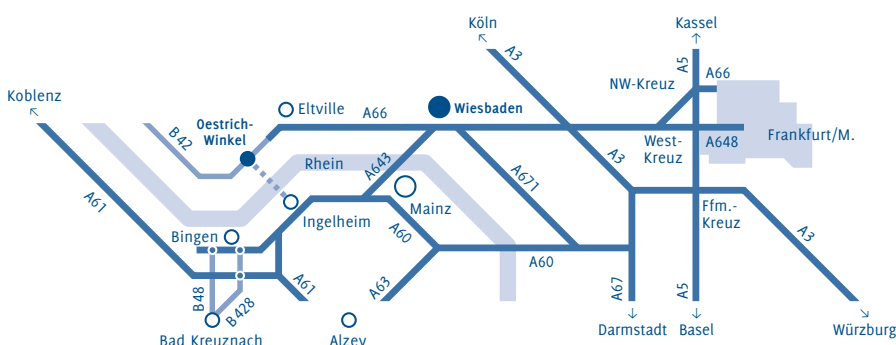 Köln
Kassel
A3
A5
NW-Kreuz
A66
Koblenz
Eltville
Wiesbaden
Oestrich-
Winkel
A66
B42
Frankfurt/M.
West-
Kreuz
A648
Rhein
A643
A3
A671
A61
Mainz
Ingelheim
Ffm.-
Kreuz
Bingen
A60
A3
A60
B48
B428
A61
A63
A67
A5
Darmstadt
Basel
Würzburg
Bad Kreuznach
Alzey